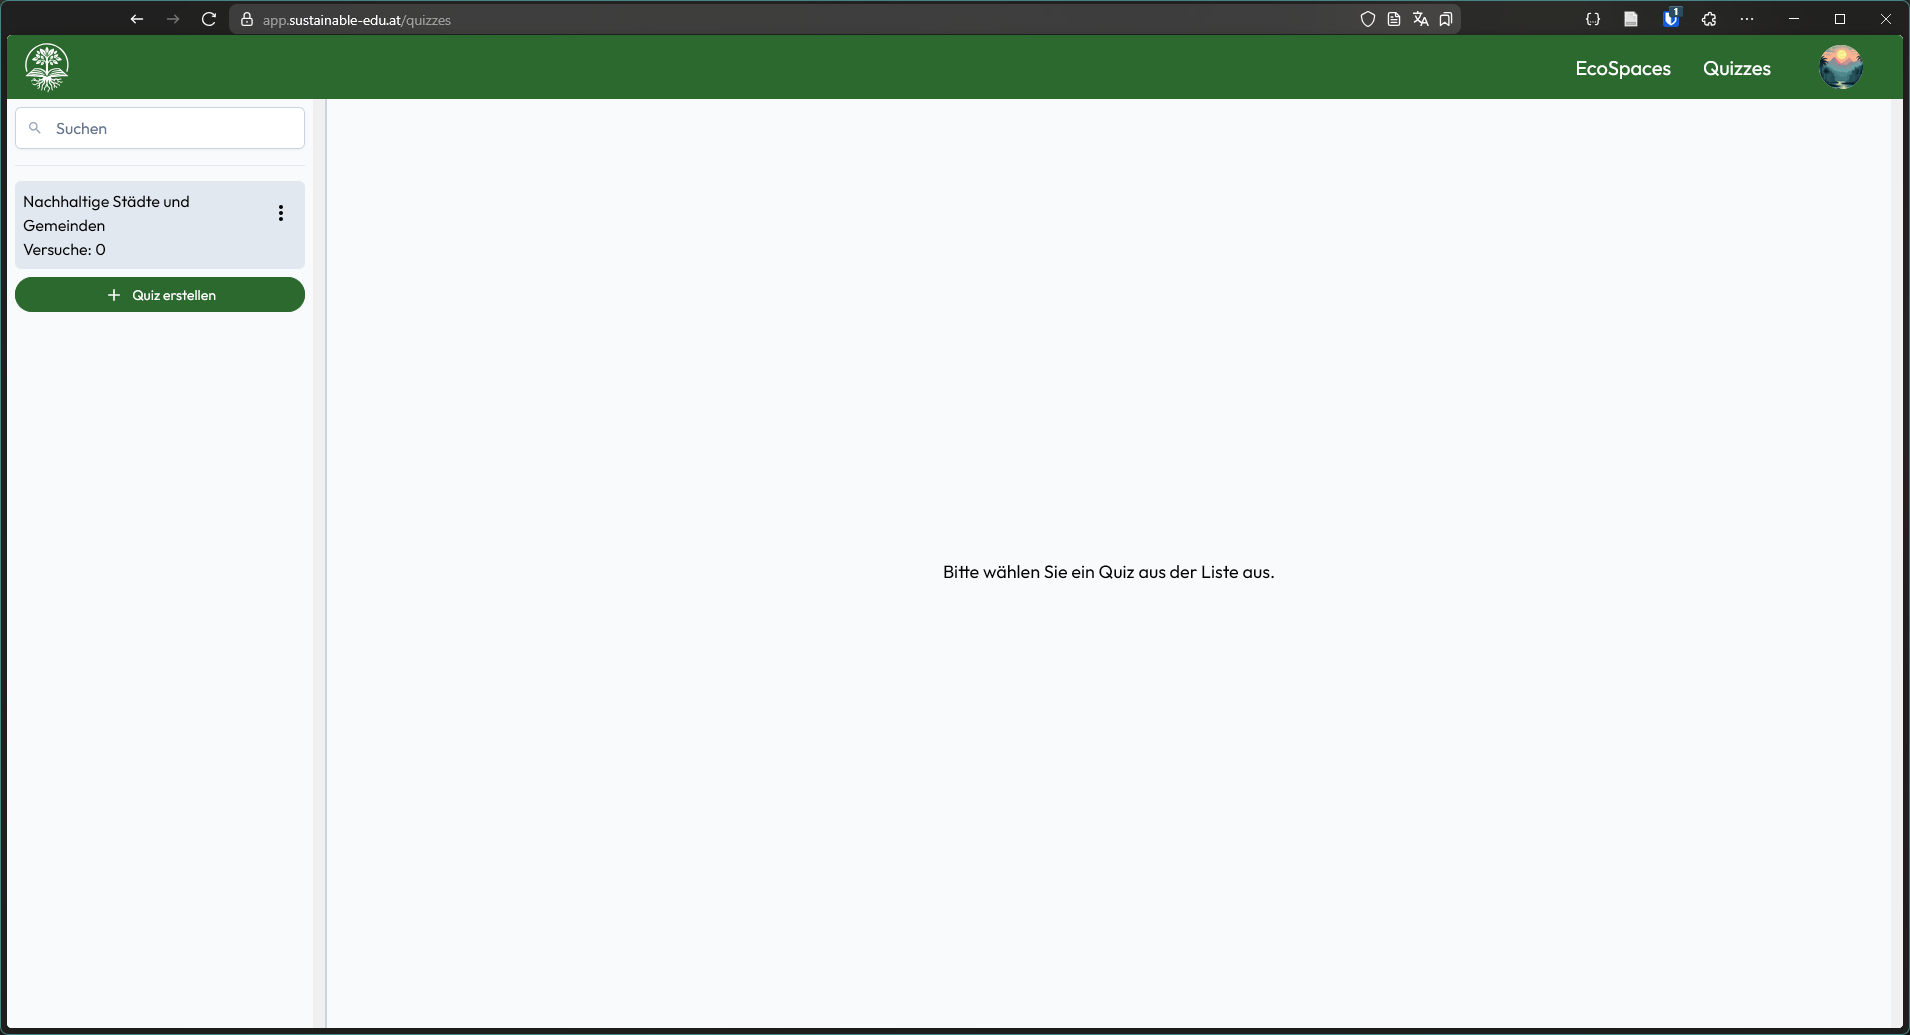 app.sustainable-edu.at/quizzes
1
EcoSpaces
Quizzes
Suchen
Nachhaltige Städte und
Gemeinden
Versuche: 0
Quiz erstellen
Bitte wählen Sie ein Quiz aus der Liste aus.